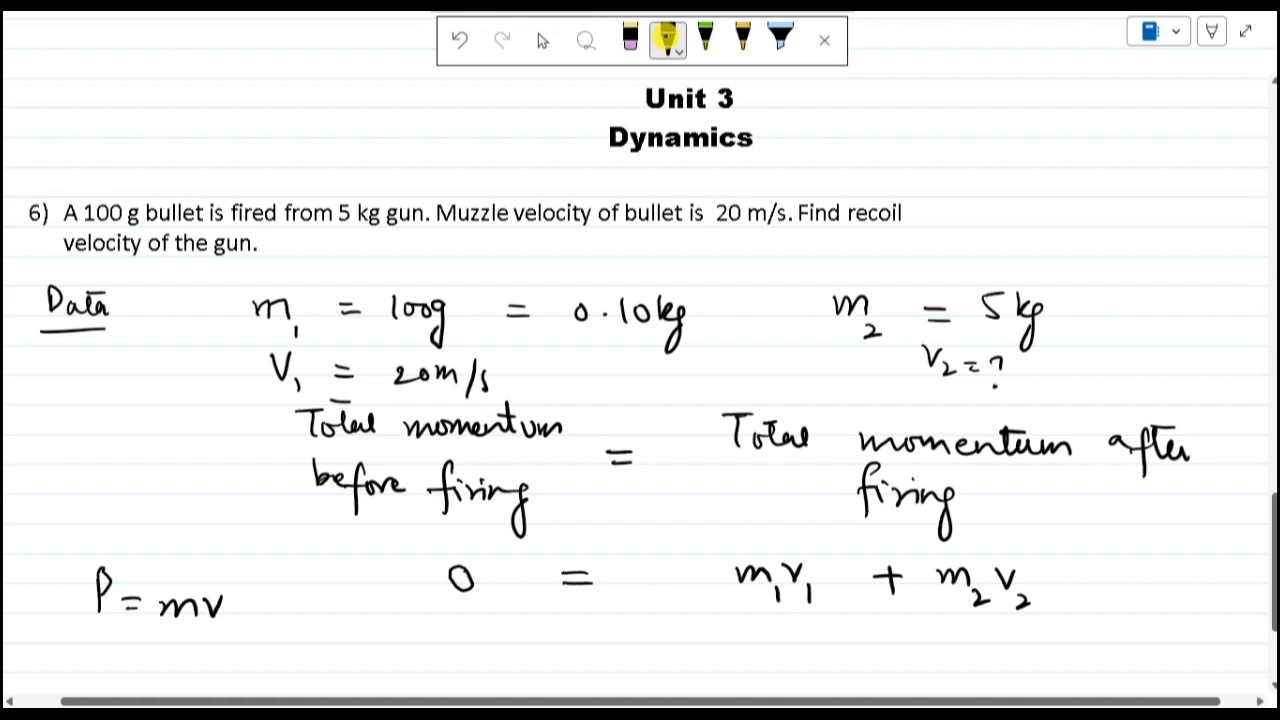 Unit 3
Dynamics
6) A 100 g bullet is fired from 5 kg gun. Muzzle velocity of bullet is 20 m/s. Find recoil
velocity of the gun.
Data m₁ = 100g = 0.10kg m₂ = 5kg
V₁ = 20m/s V₂ = ?
Total momentum before firing = Total momentum after firing
P = mv 0 = m₁v₁ + m₂v₂